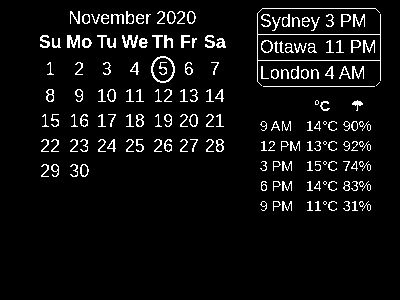 November 2020
Su Mo Tu We Th Fr Sa
1 2 3 4 5 6 7
8 9 10 11 12 13 14
15 16 17 18 19 20 21
22 23 24 25 26 27 28
29 30
Sydney 3 PM
Ottawa 11 PM
London 4 AM
°C
9 AM 14°C 90%
12 PM 13°C 92%
3 PM 15°C 74%
6 PM 14°C 83%
9 PM 11°C 31%